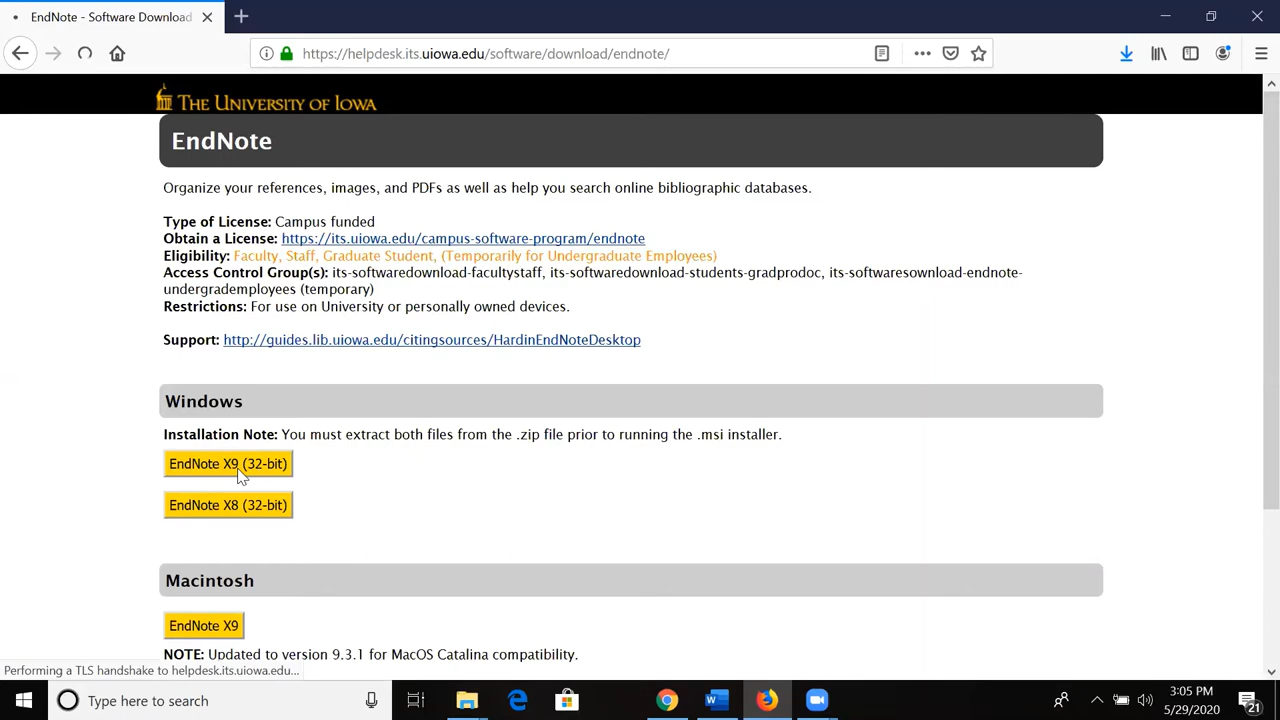 EndNote - Software Download
https://helpdesk.its.uiowa.edu/software/download/endnote/
THE UNIVERSITY OF IOWA
EndNote
Organize your references, images, and PDFs as well as help you search online bibliographic databases.
Type of License: Campus funded
Obtain a License: https://its.uiowa.edu/campus-software-program/endnote
Eligibility: Faculty, Staff, Graduate Student, (Temporarily for Undergraduate Employees)
Access Control Group(s): its-softwaredownload-facultystaff, its-softwaredownload-students-gradprodoc, its-softwaresownload-endnote-
undergrademployees (temporary)
Restrictions: For use on University or personally owned devices.
Support: http://guides.lib.uiowa.edu/citingsources/HardinEndNoteDesktop
Windows
Installation Note: You must extract both files from the .zip file prior to running the .msi installer.
EndNote X9 (32-bit)
EndNote X8 (32-bit)
Macintosh
EndNote X9
NOTE: Updated to version 9.3.1 for MacOS Catalina compatibility.
Performing a TLS handshake to helpdesk.its.uiowa.edu...
Type here to search
3:05 PM
5/29/2020
21